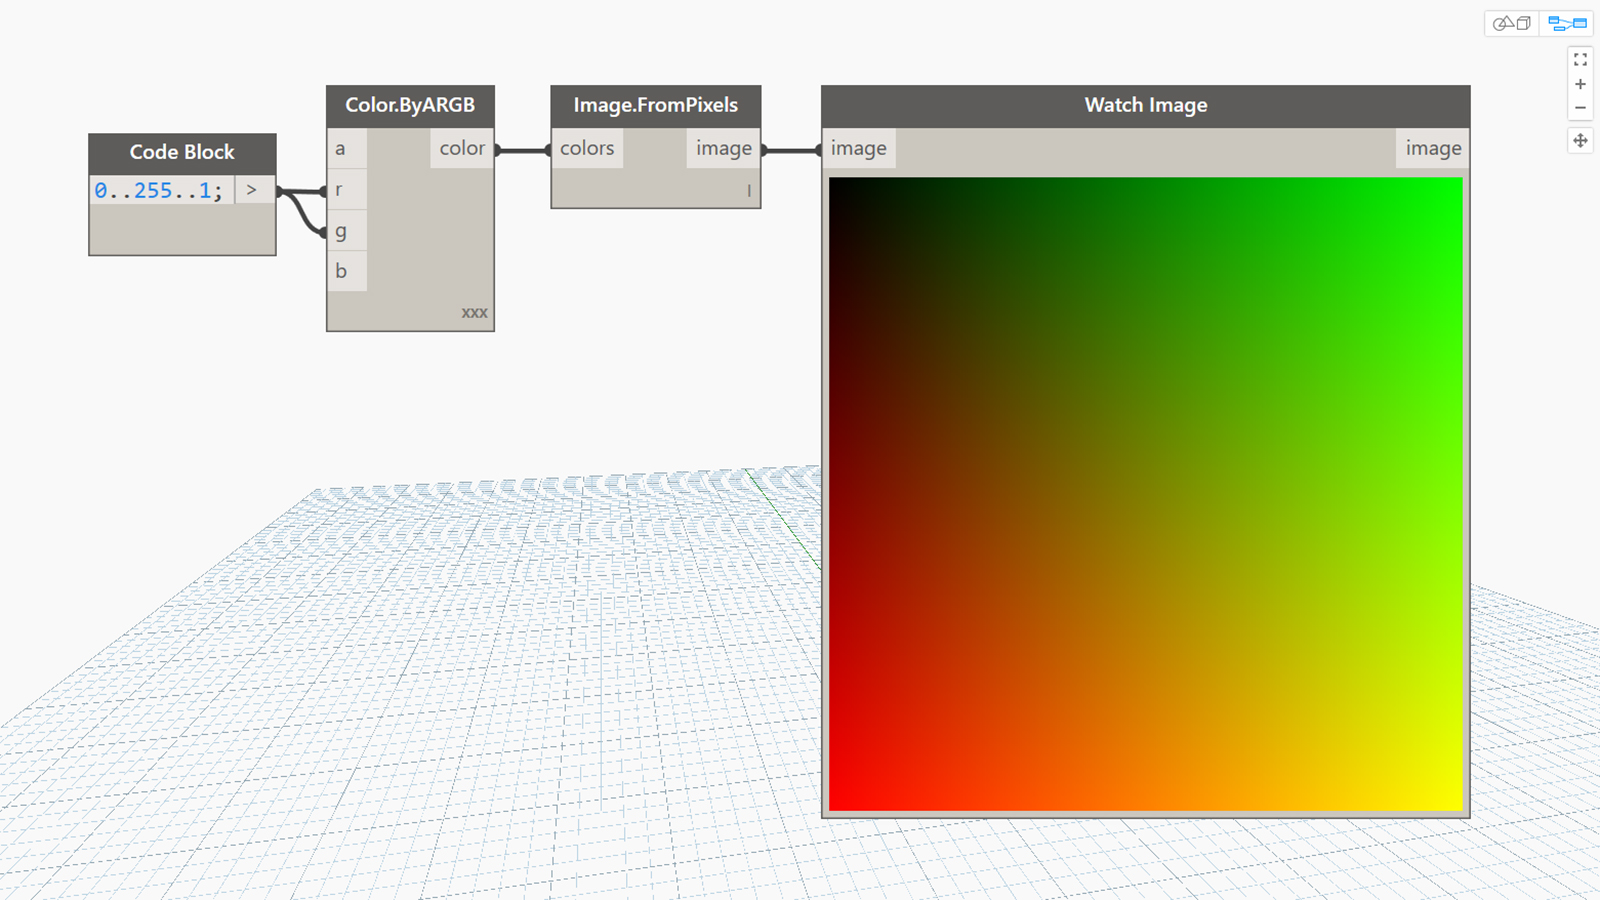 Code Block
0..255..1; >
Color.ByARGB
a color
r
g
b
xxx
Image.FromPixels
colors image
l
Watch Image
image image